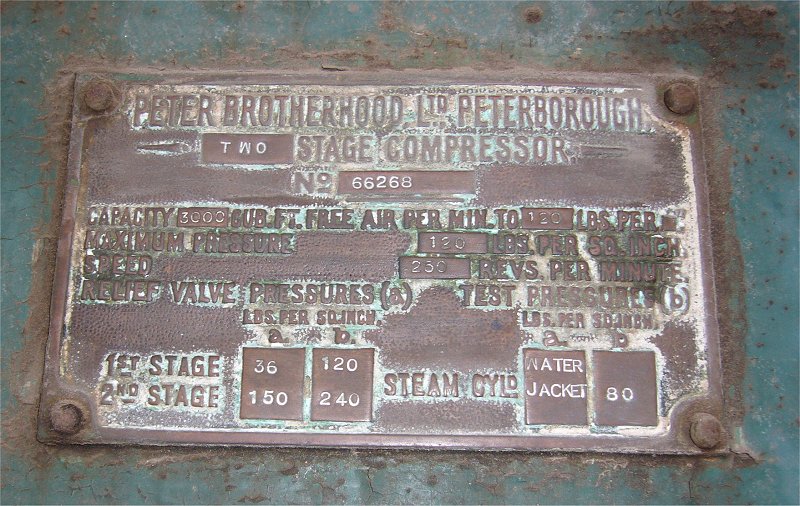 PETER BROTHERHOOD LTD PETERBOROUGH
TWO STAGE COMPRESSOR
NO 66268
CAPACITY 3000 CUB. FT. FREE AIR PER MIN. TO 120 LBS. PER □"
MAXIMUM PRESSURE 120 LBS. PER SQ. INCH
SPEED 250 REVS. PER MINUTE
RELIEF VALVE PRESSURES (a) TEST PRESSURES (b)
LBS. PER SQ. INCH. LBS. PER SQ. INCH.
a. b. a. b
1ST STAGE 36 120 STEAM CYLD WATER JACKET 80
2ND STAGE 150 240